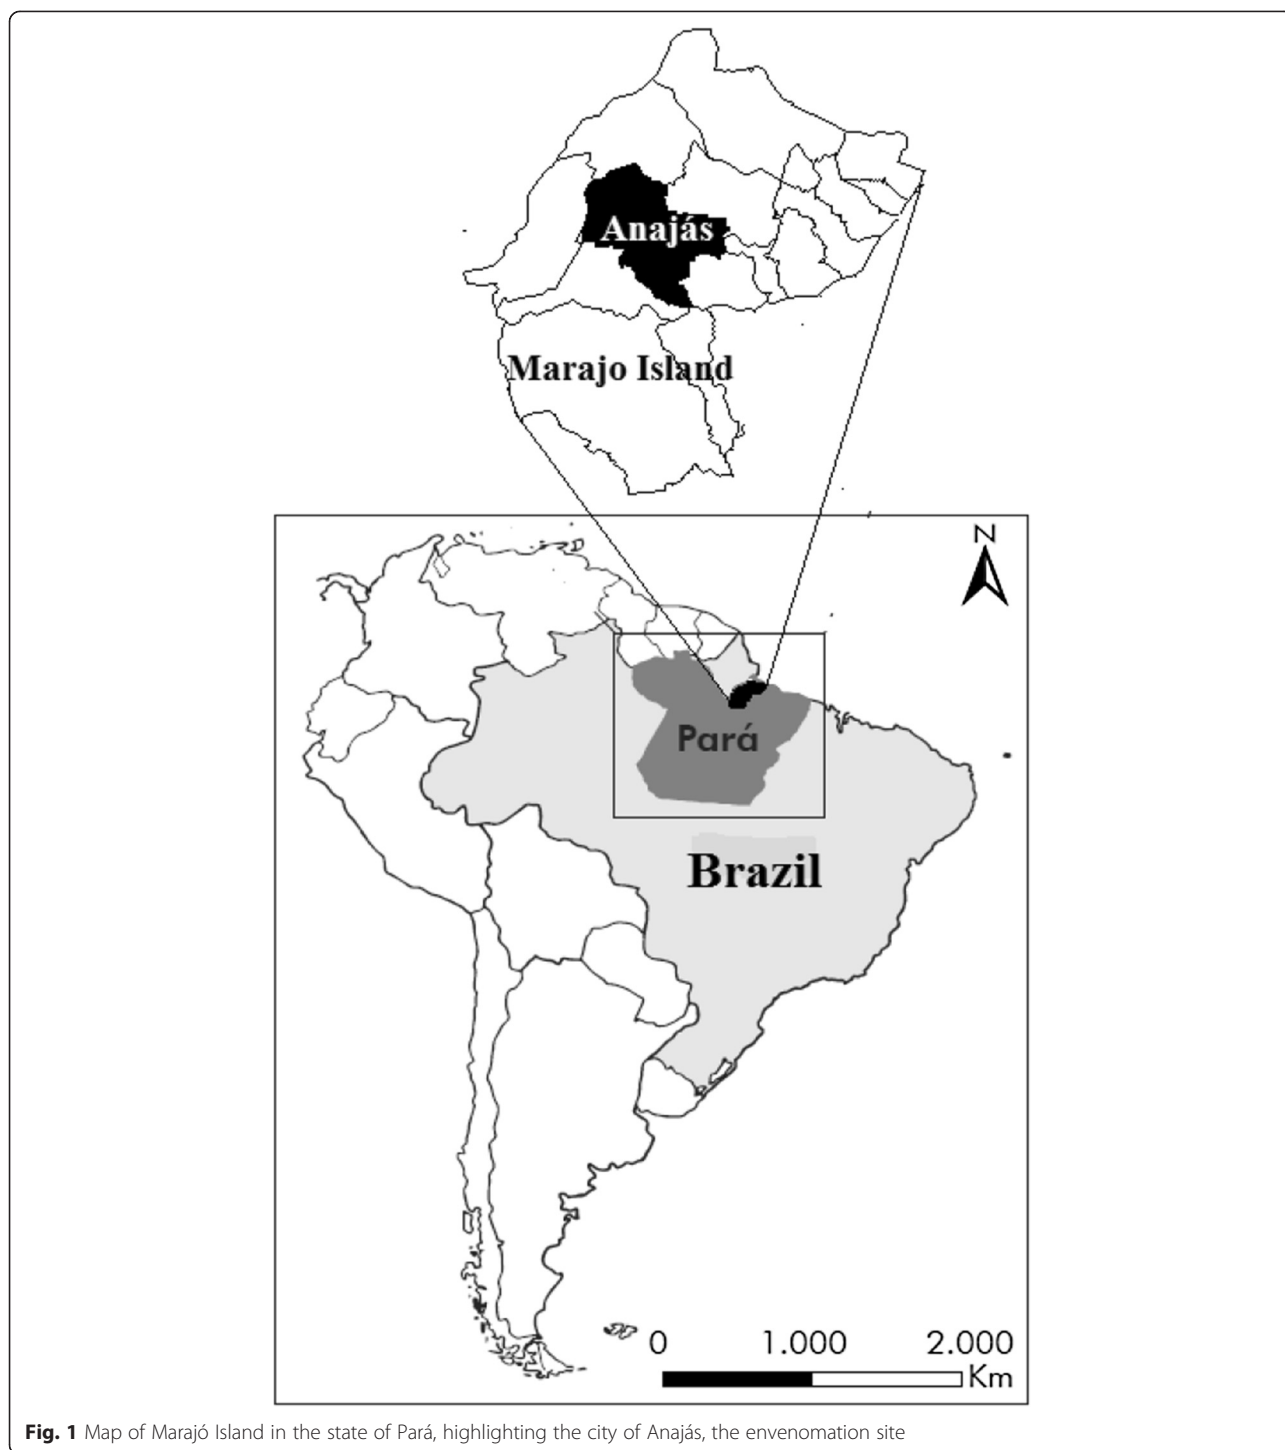 Anajás
Marajo Island
N
Pará
Brazil
0 1.000 2.000
Km
Fig. 1 Map of Marajó Island in the state of Pará, highlighting the city of Anajás, the envenomation site